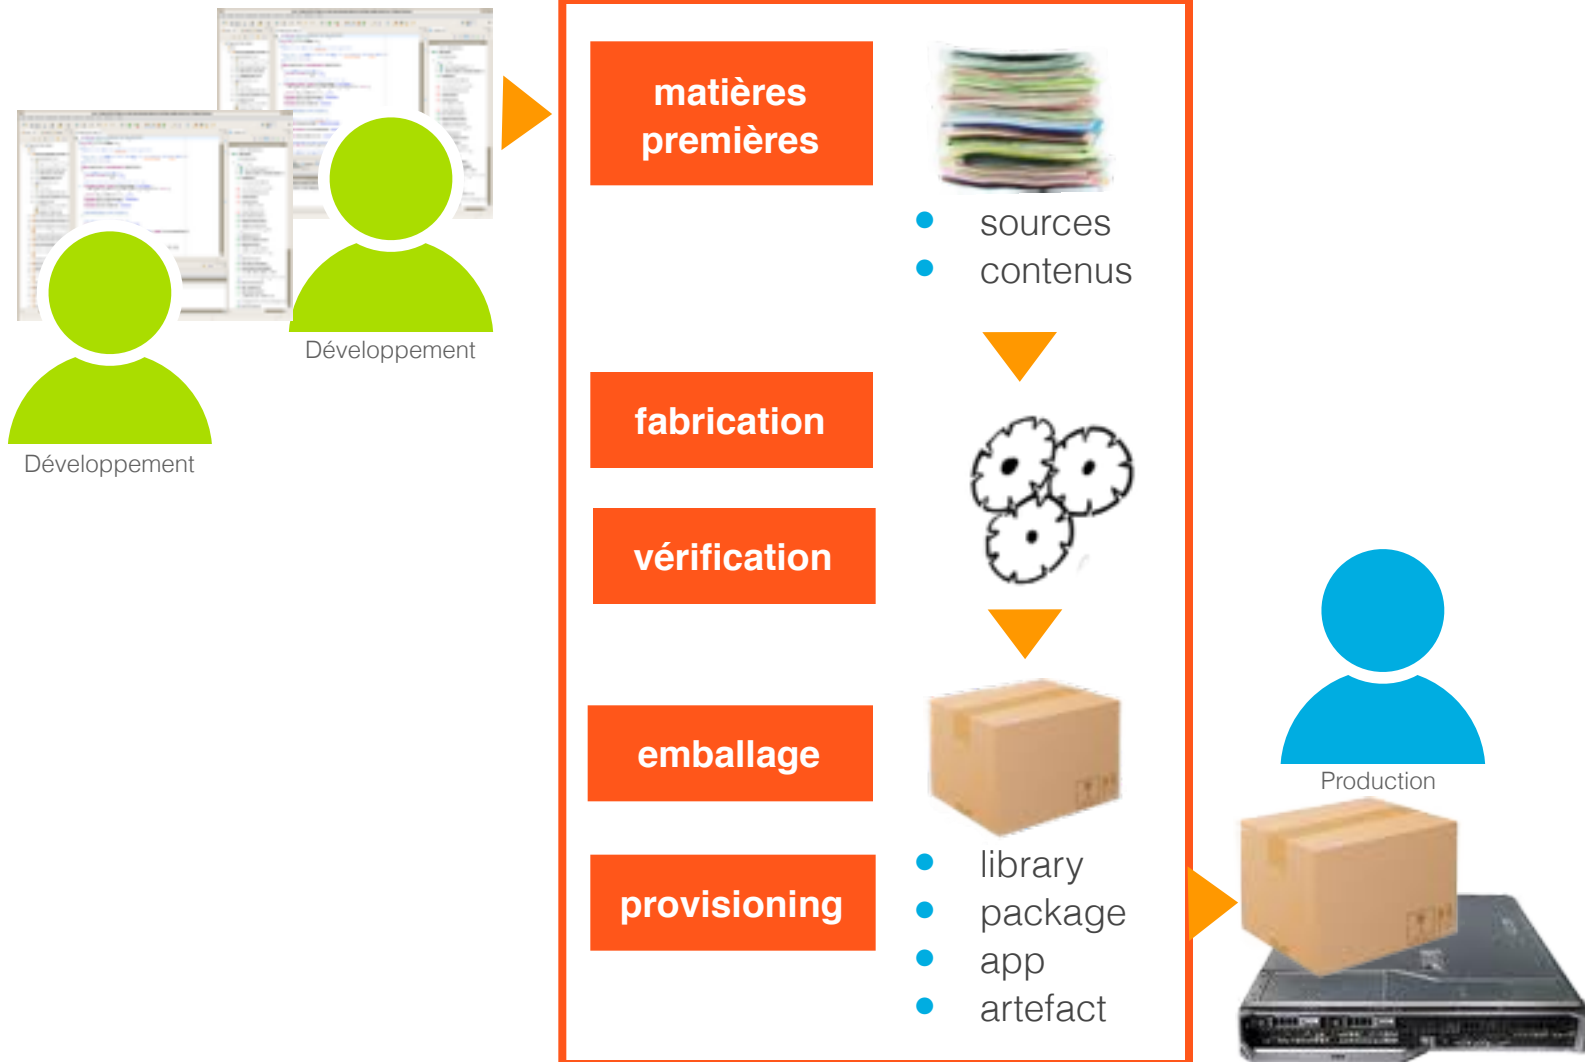 matières
premières
sources
contenus
Développement
Développement
fabrication
vérification
emballage
Production
provisioning
library
package
app
artefact